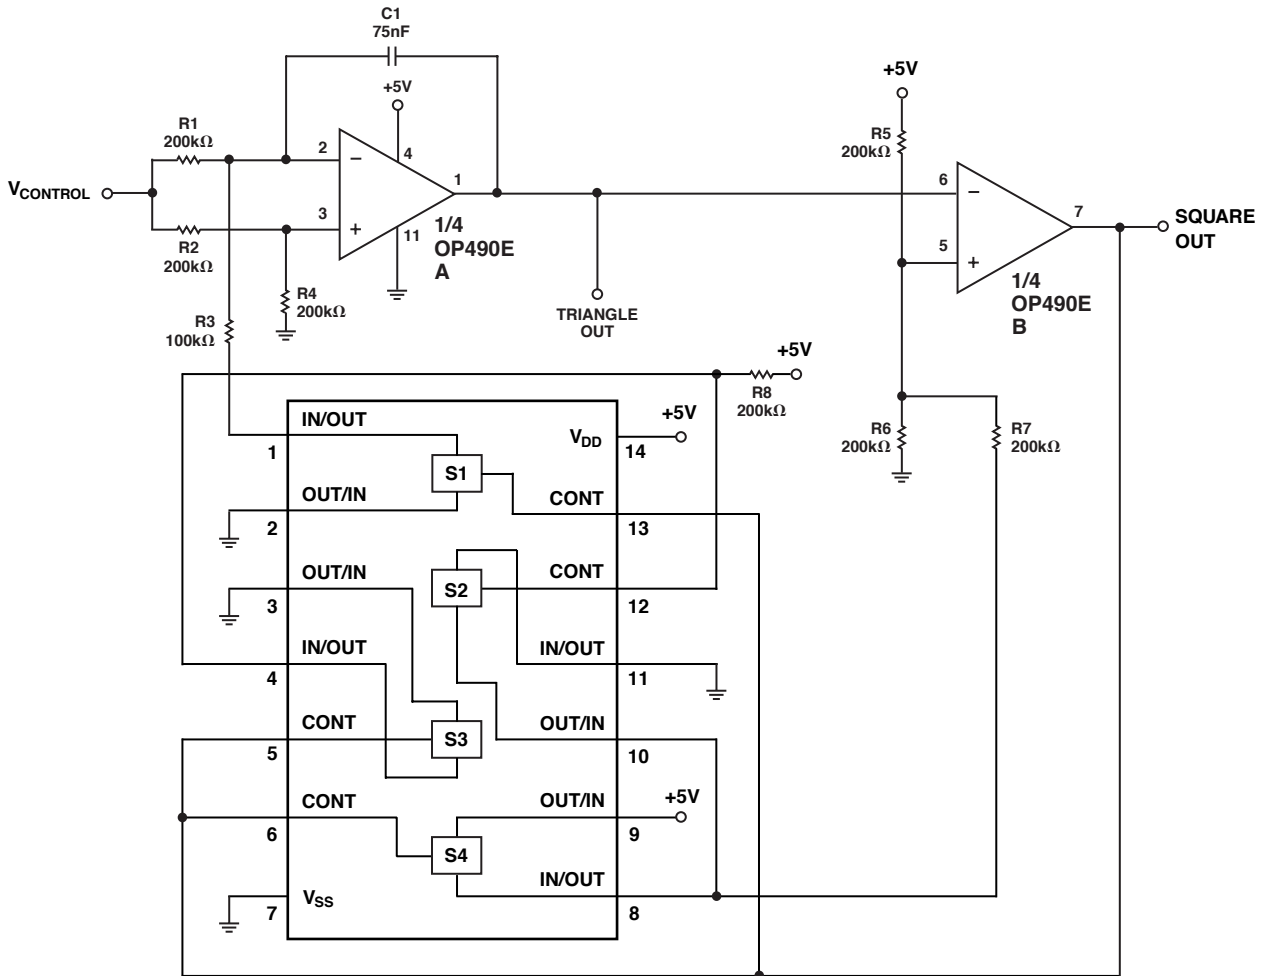 C1
75nF
+5V
R1
200kΩ
2
−
4
VCONTROL
1
3
+
11
R2
200kΩ
1/4
OP490E
A
R4
200kΩ
R3
100kΩ
TRIANGLE
OUT
+5V
R5
200kΩ
6
−
7
SQUARE
OUT
5
+
1/4
OP490E
B
+5V
R8
200kΩ
R6
200kΩ
R7
200kΩ
IN/OUT
1
VDD
14
+5V
S1
OUT/IN
2
CONT
13
OUT/IN
3
S2
CONT
12
IN/OUT
4
IN/OUT
11
CONT
5
S3
OUT/IN
10
CONT
6
S4
OUT/IN
9
+5V
IN/OUT
8
VSS
7